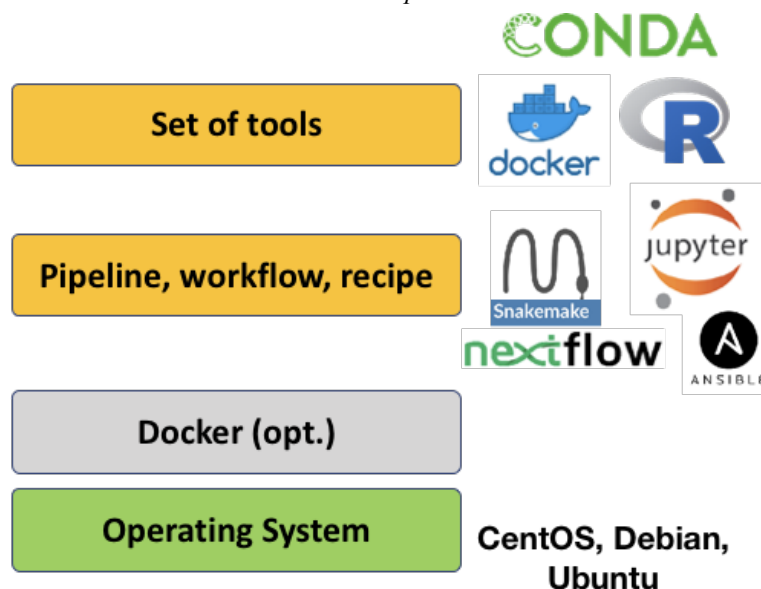 CONDA
Set of tools
docker
R
Pipeline, workflow, recipe
jupyter
Snakemake
nextflow
ANSIBLE
Docker (opt.)
Operating System
CentOS, Debian,
Ubuntu